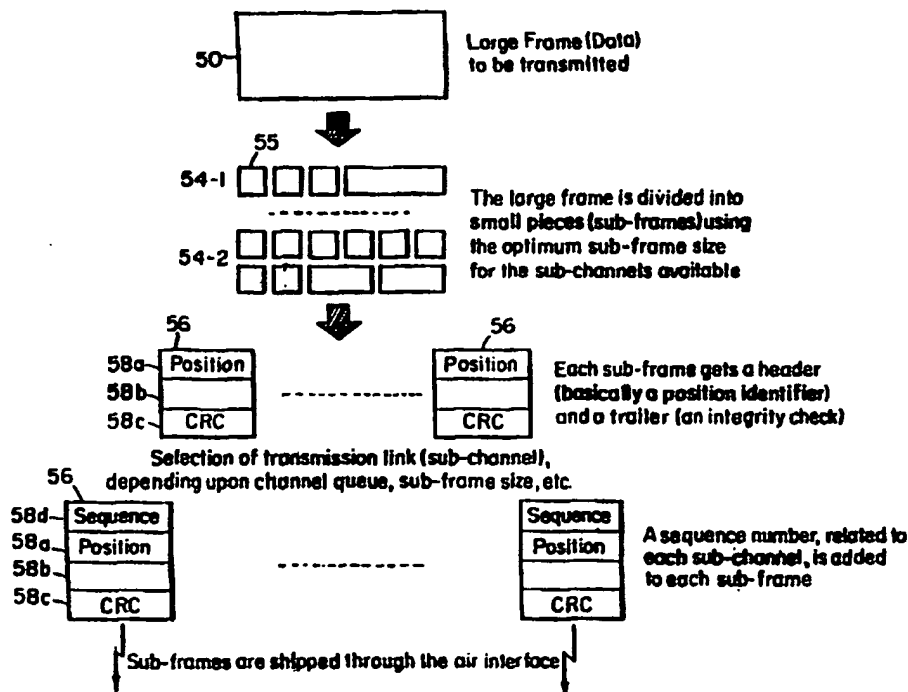 50
Large Frame (Data)
to be transmitted
55
54-1
54-2
The large frame is divided into
small pieces (sub-frames) using
the optimum sub-frame size
for the sub-channels available
56
56
58a
Position
Position
58b
58c
CRC
CRC
Each sub-frame gets a header
(basically a position identifier)
and a trailer (an integrity check)
Selection of transmission link (sub-channel),
depending upon channel queue, sub-frame size, etc.
56
58d
Sequence
Sequence
58a
Position
Position
58b
58c
CRC
CRC
A sequence number, related to
each sub-channel, is added
to each sub-frame
Sub-frames are shipped through the air interface